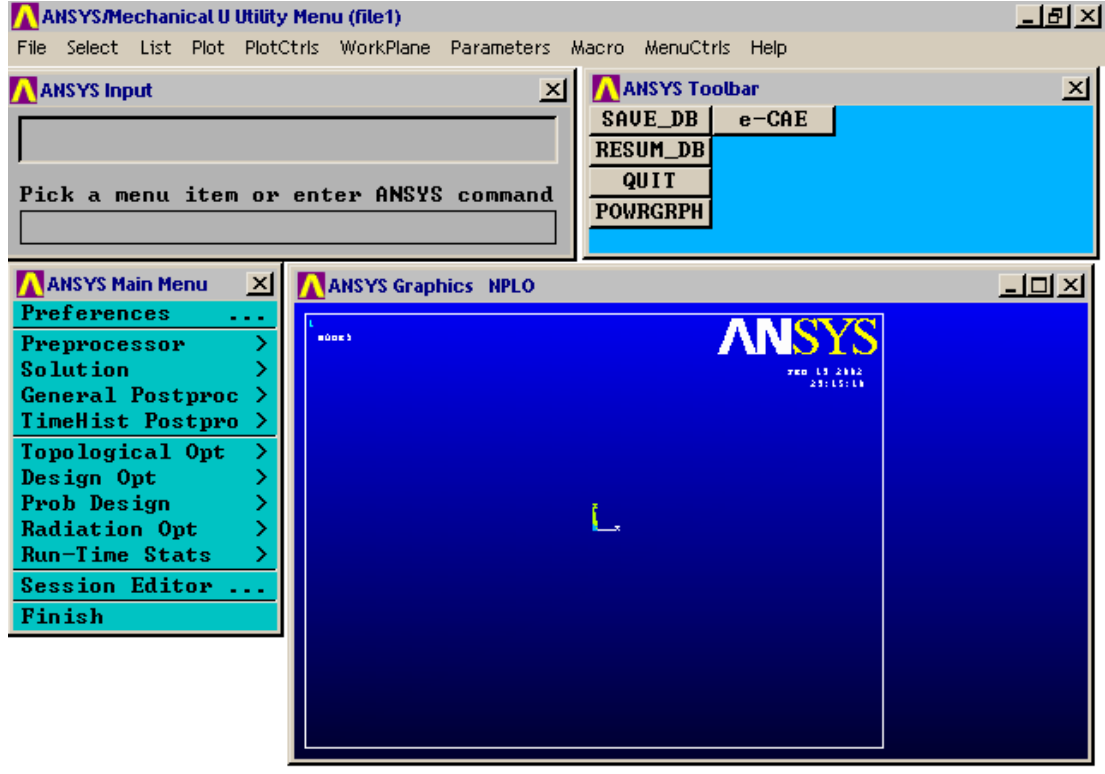 ANSYS/Mechanical U Utility Menu (file1)
File Select List Plot PlotCtrls WorkPlane Parameters Macro MenuCtrls Help
ANSYS Input
Pick a menu item or enter ANSYS command
ANSYS Toolbar
SAVE_DB e-CAE
RESUM_DB
QUIT
POWRGRPH
ANSYS Main Menu
Preferences ...
Preprocessor >
Solution >
General Postproc >
TimeHist Postpro >
Topological Opt >
Design Opt >
Prob Design >
Radiation Opt >
Run-Time Stats >
Session Editor ...
Finish
ANSYS Graphics NPLO
1
ANSYS